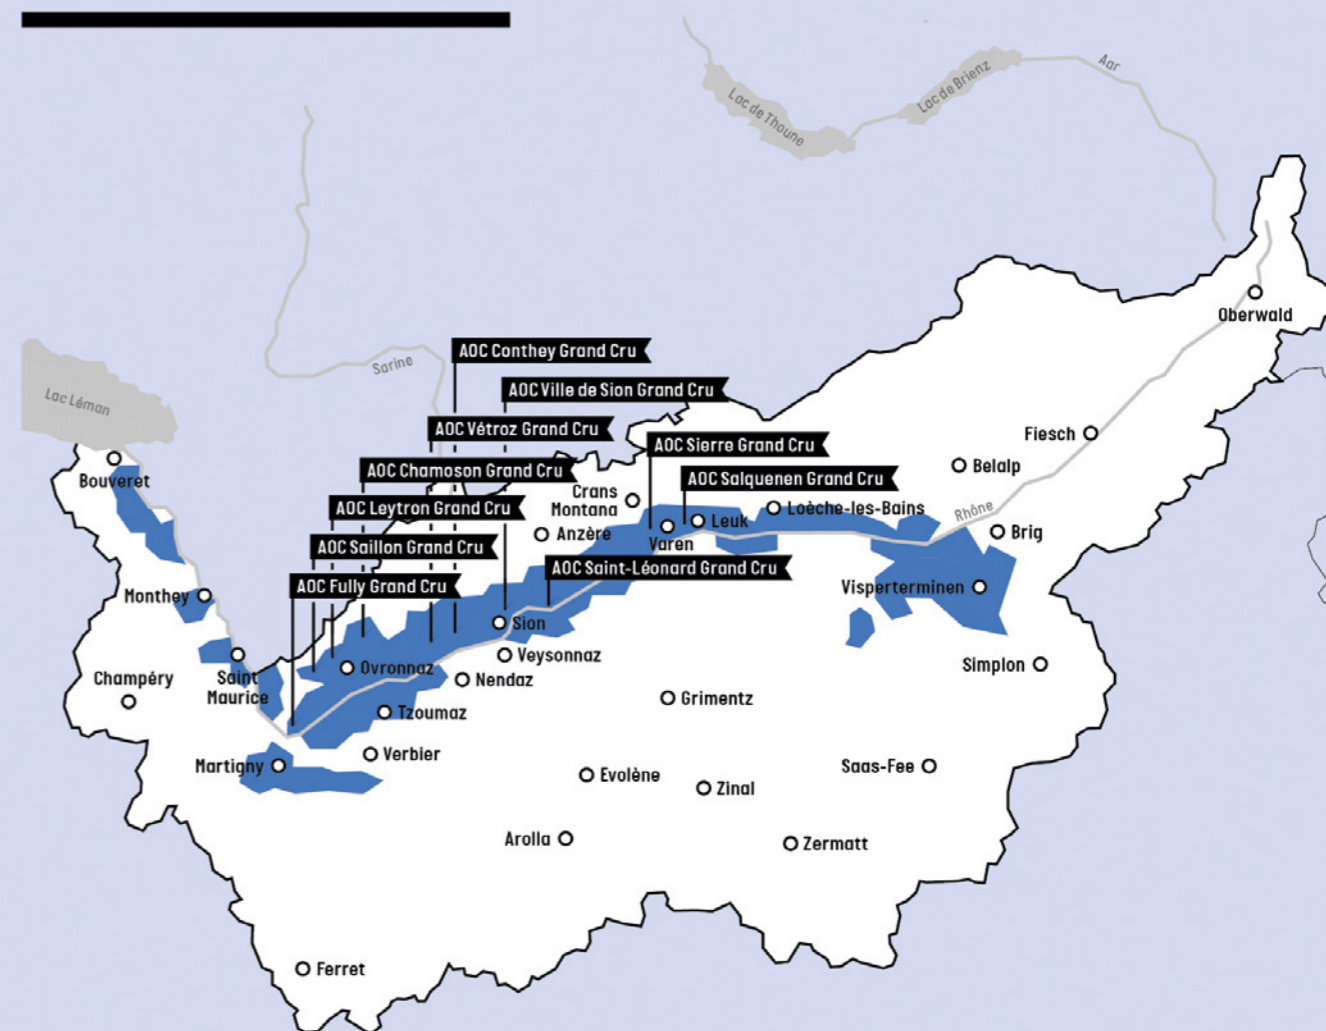 Aar
Lac de Brienz
Lac de Thoune
Oberwald
AOC Conthey Grand Cru
Sarine
AOC Ville de Sion Grand Cru
Lac Léman
AOC Vétroz Grand Cru
Fiesch
AOC Sierre Grand Cru
Belalp
AOC Chamoson Grand Cru
Bouveret
AOC Salquenen Grand Cru
Crans
Montana
AOC Leytron Grand Cru
Loèche-les-Bains
Rhône
Leuk
Anzère
Varen
Brig
AOC Saillon Grand Cru
AOC Saint-Léonard Grand Cru
AOC Fully Grand Cru
Visperterminen
Monthey
Sion
Veysonnaz
Simplon
Ovronnaz
Saint
Maurice
Champéry
Nendaz
Grimentz
Tzoumaz
Verbier
Martigny
Saas-Fee
Evolène
Zinal
Arolla
Zermatt
Ferret